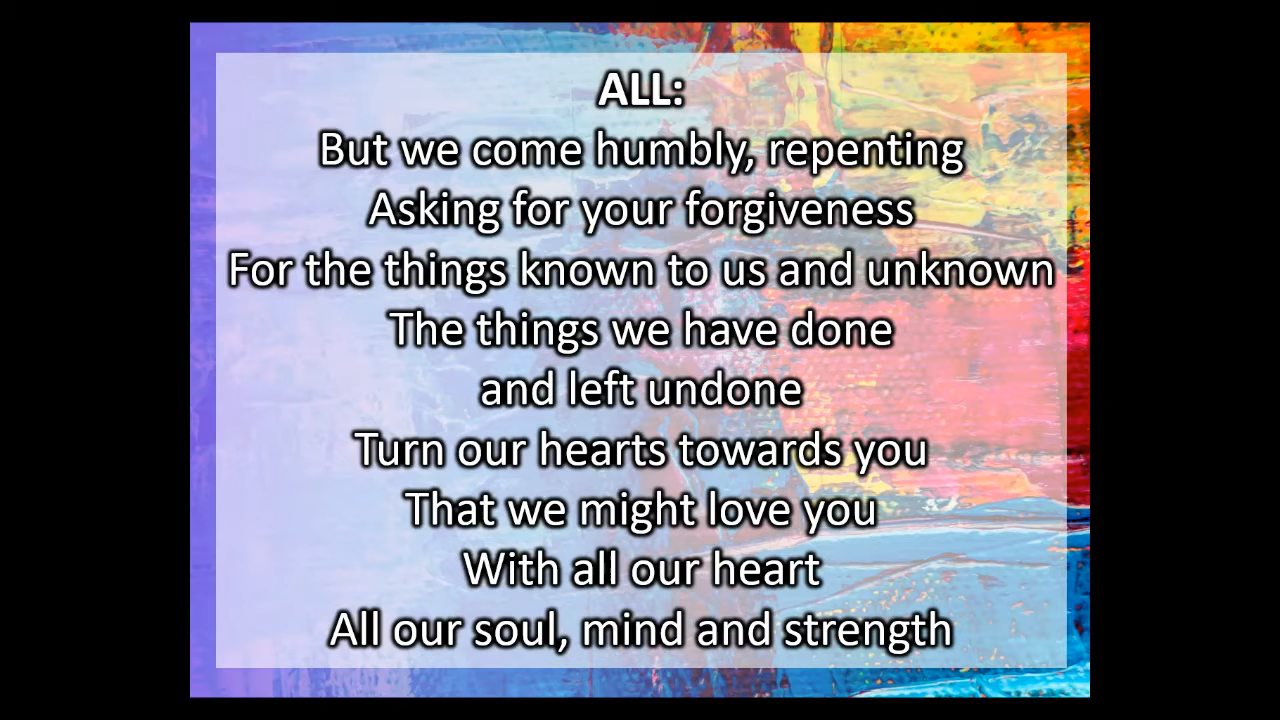 ALL:
But we come humbly, repenting
Asking for your forgiveness
For the things known to us and unknown
The things we have done
and left undone
Turn our hearts towards you
That we might love you
With all our heart
All our soul, mind and strength